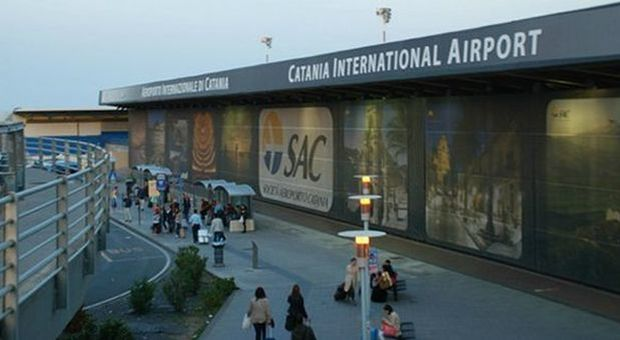 AEROPORTO INTERNAZIONALE DI CATANIA
CATANIA INTERNATIONAL AIRPORT
SAC
SOCIETÀ AEROPORTO CATANIA